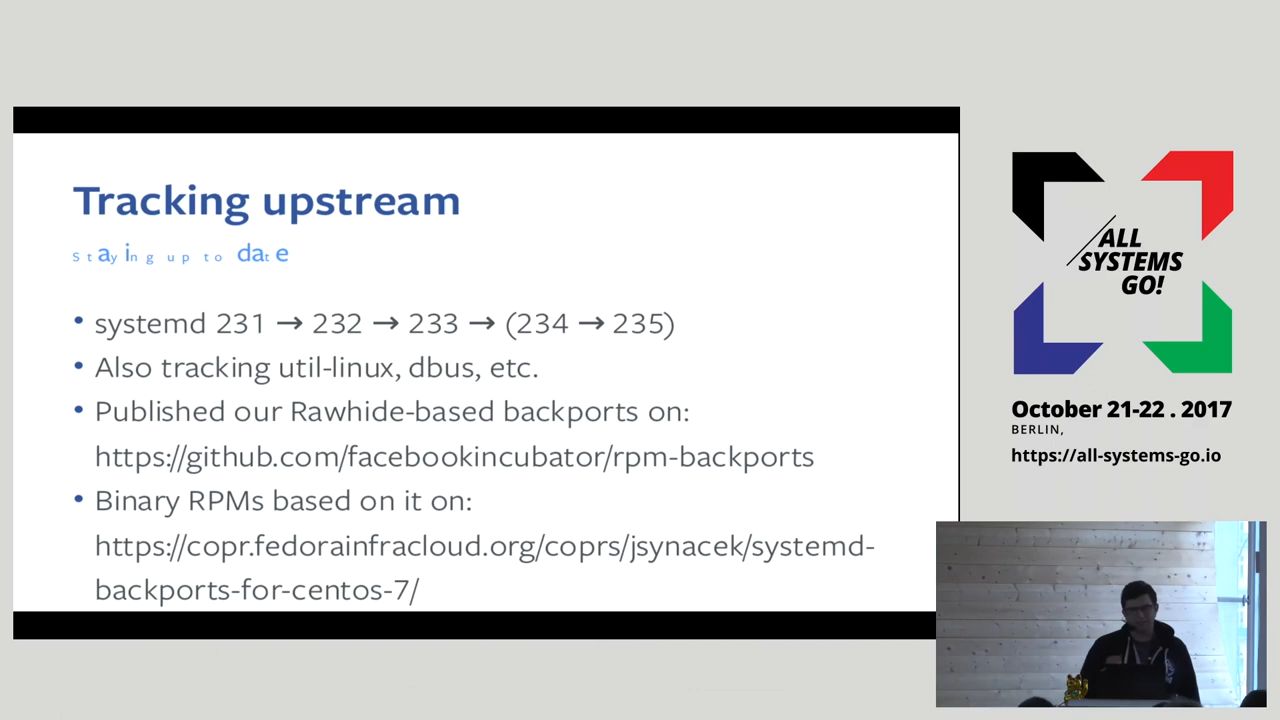 Tracking upstream
Staying up to date
• systemd 231 → 232 → 233 → (234 → 235)
• Also tracking util-linux, dbus, etc.
• Published our Rawhide-based backports on:
https://github.com/facebookincubator/rpm-backports
• Binary RPMs based on it on:
https://copr.fedorainfracloud.org/coprs/jsynacek/systemd-
backports-for-centos-7/
ALL
SYSTEMS
GO!
October 21-22 . 2017
BERLIN,
https://all-systems-go.io